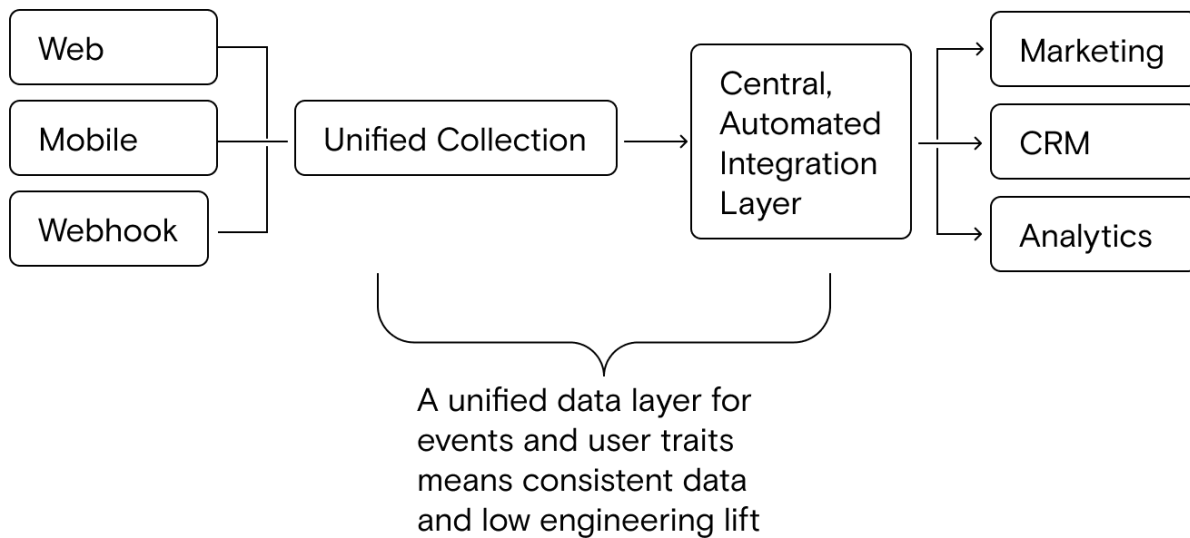 Web
Mobile
Webhook
Unified Collection
Central,
Automated
Integration
Layer
Marketing
CRM
Analytics
A unified data layer for
events and user traits
means consistent data
and low engineering lift